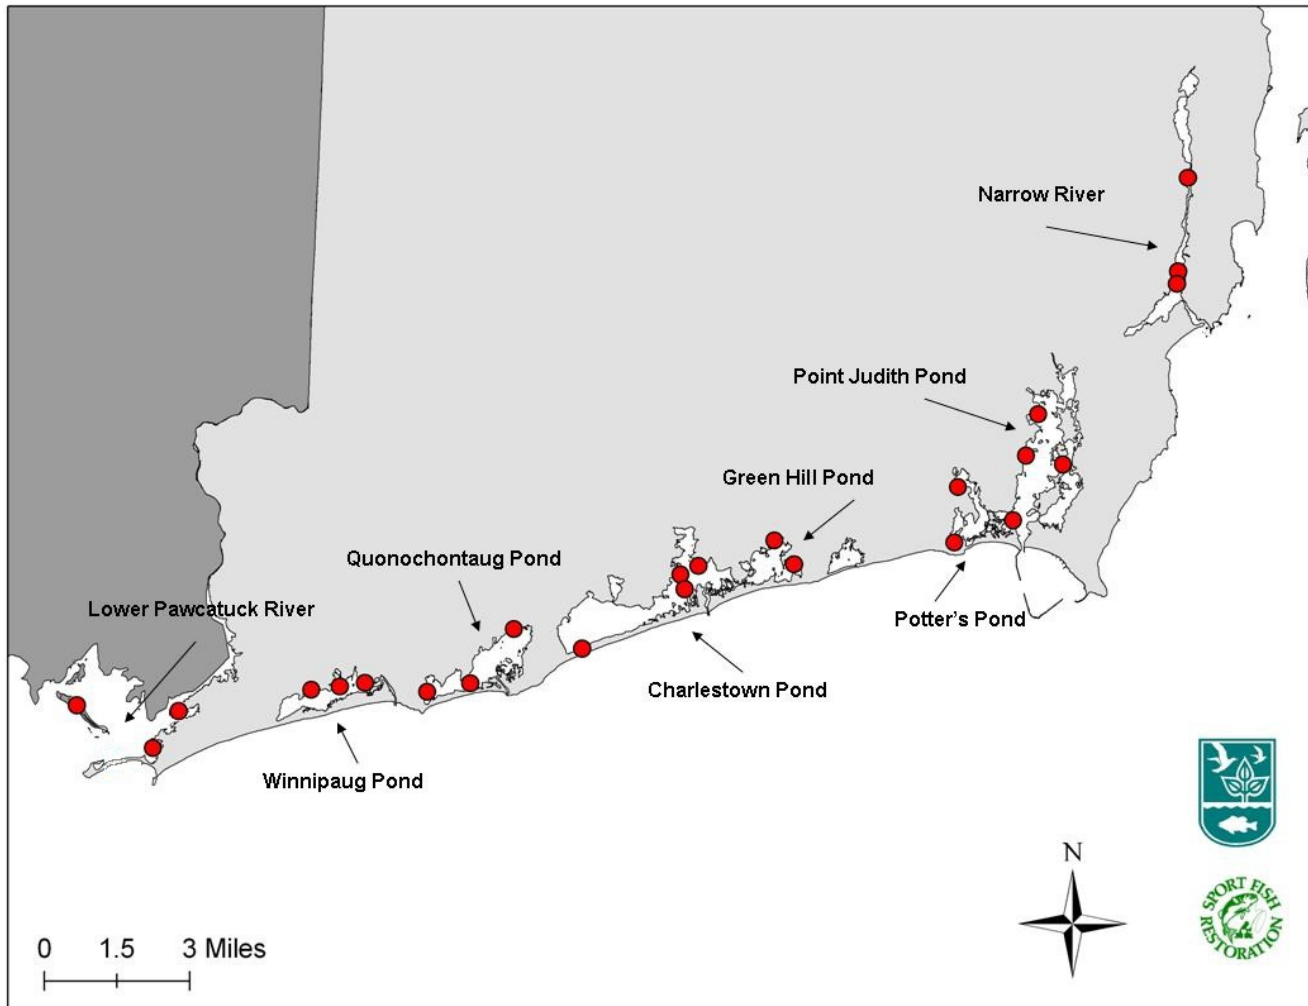 Narrow River
Point Judith Pond
Green Hill Pond
Quonochontaug Pond
Lower Pawcatuck River
Potter's Pond
Charlestown Pond
Winnipaug Pond
N
SPORT FISH
RESTORATION
0 1.5 3 Miles